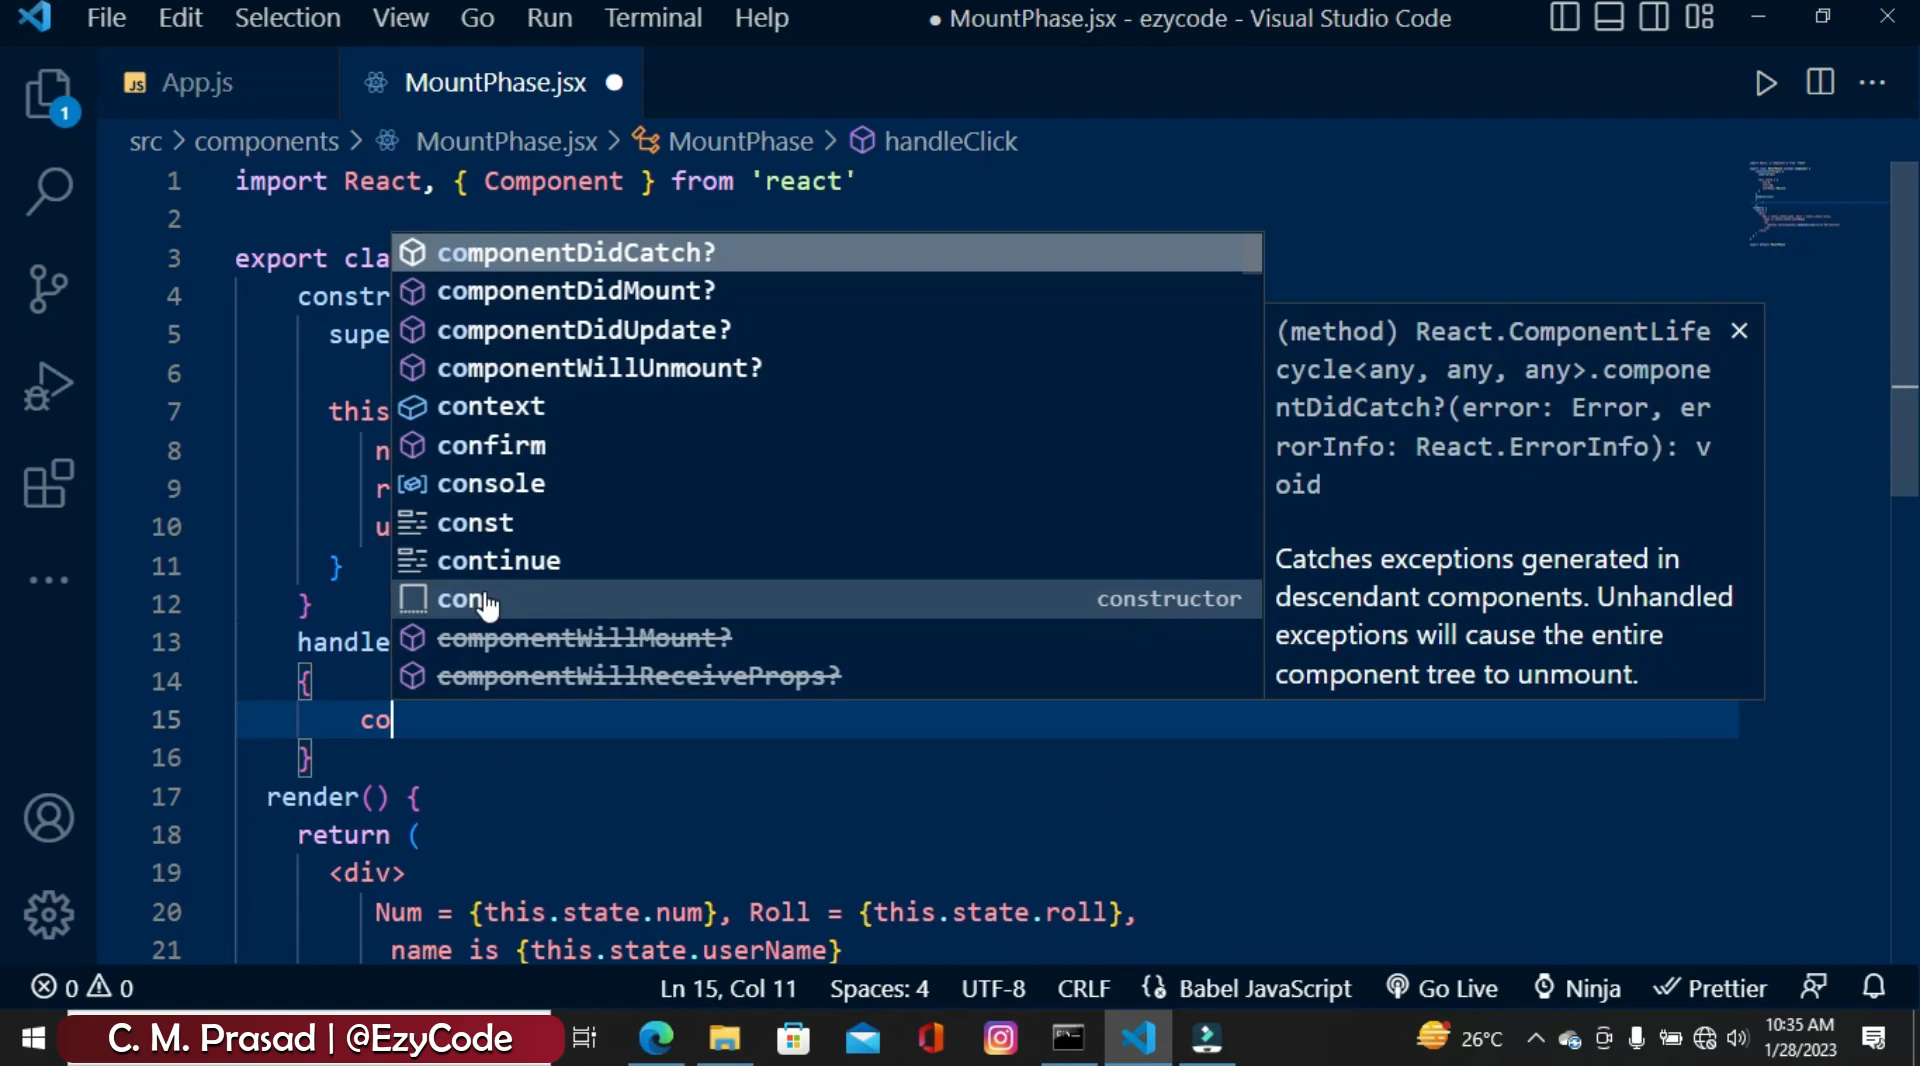 File Edit Selection View Go Run Terminal Help
● MountPhase.jsx - ezycode - Visual Studio Code
1
JS App.js
MountPhase.jsx
src > components > MountPhase.jsx > MountPhase > handleClick
1 import React, { Component } from 'react'
2
3 export cla
4 constr
5 supe
6
7 this
8 n
9 r
10 u
11 }
12 }
13 handle
14 {
15 co
16 }
17 render() {
18 return (
19 <div>
20 Num = {this.state.num}, Roll = {this.state.roll},
21 name is {this.state.userName}
componentDidCatch?
componentDidMount?
componentDidUpdate?
componentWillUnmount?
context
confirm
console
const
continue
con constructor
componentWillMount?
componentWillReceiveProps?
(method) React.ComponentLife
cycle<any, any, any>.compone
ntDidCatch?(error: Error, er
rorInfo: React.ErrorInfo): v
oid
Catches exceptions generated in
descendant components. Unhandled
exceptions will cause the entire
component tree to unmount.
0 0
Ln 15, Col 11 Spaces: 4 UTF-8 CRLF Babel JavaScript Go Live Ninja Prettier
C. M. Prasad | @EzyCode
26°C
10:35 AM
1/28/2023